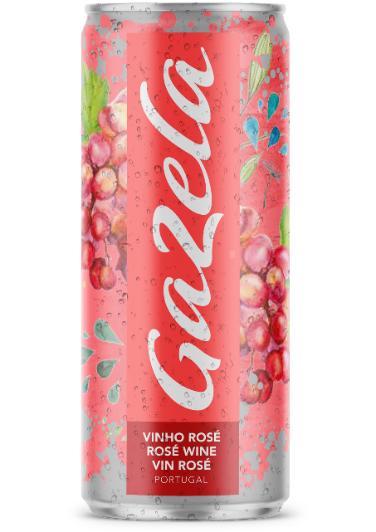 Gazela
VINHO ROSÉ
ROSÉ WINE
VIN ROSÉ
PORTUGAL